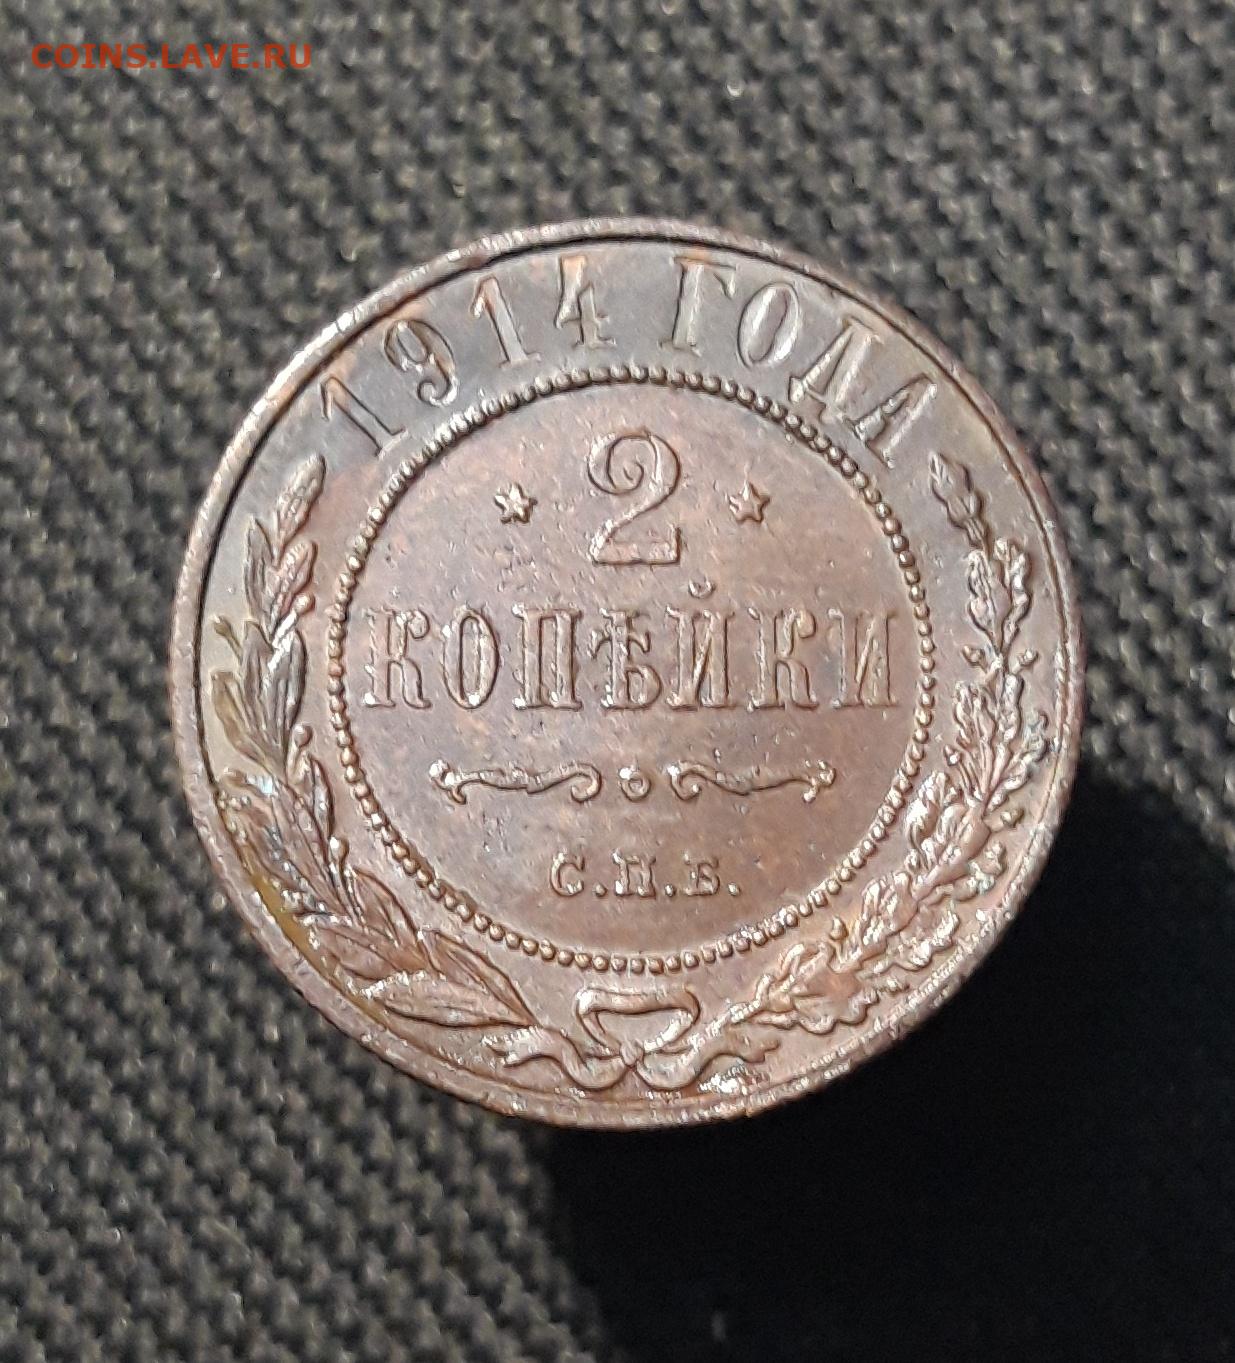 COINS.LAVE.RU
1914 ГОДА
2
КОПѢЙКИ
С.П.Б.